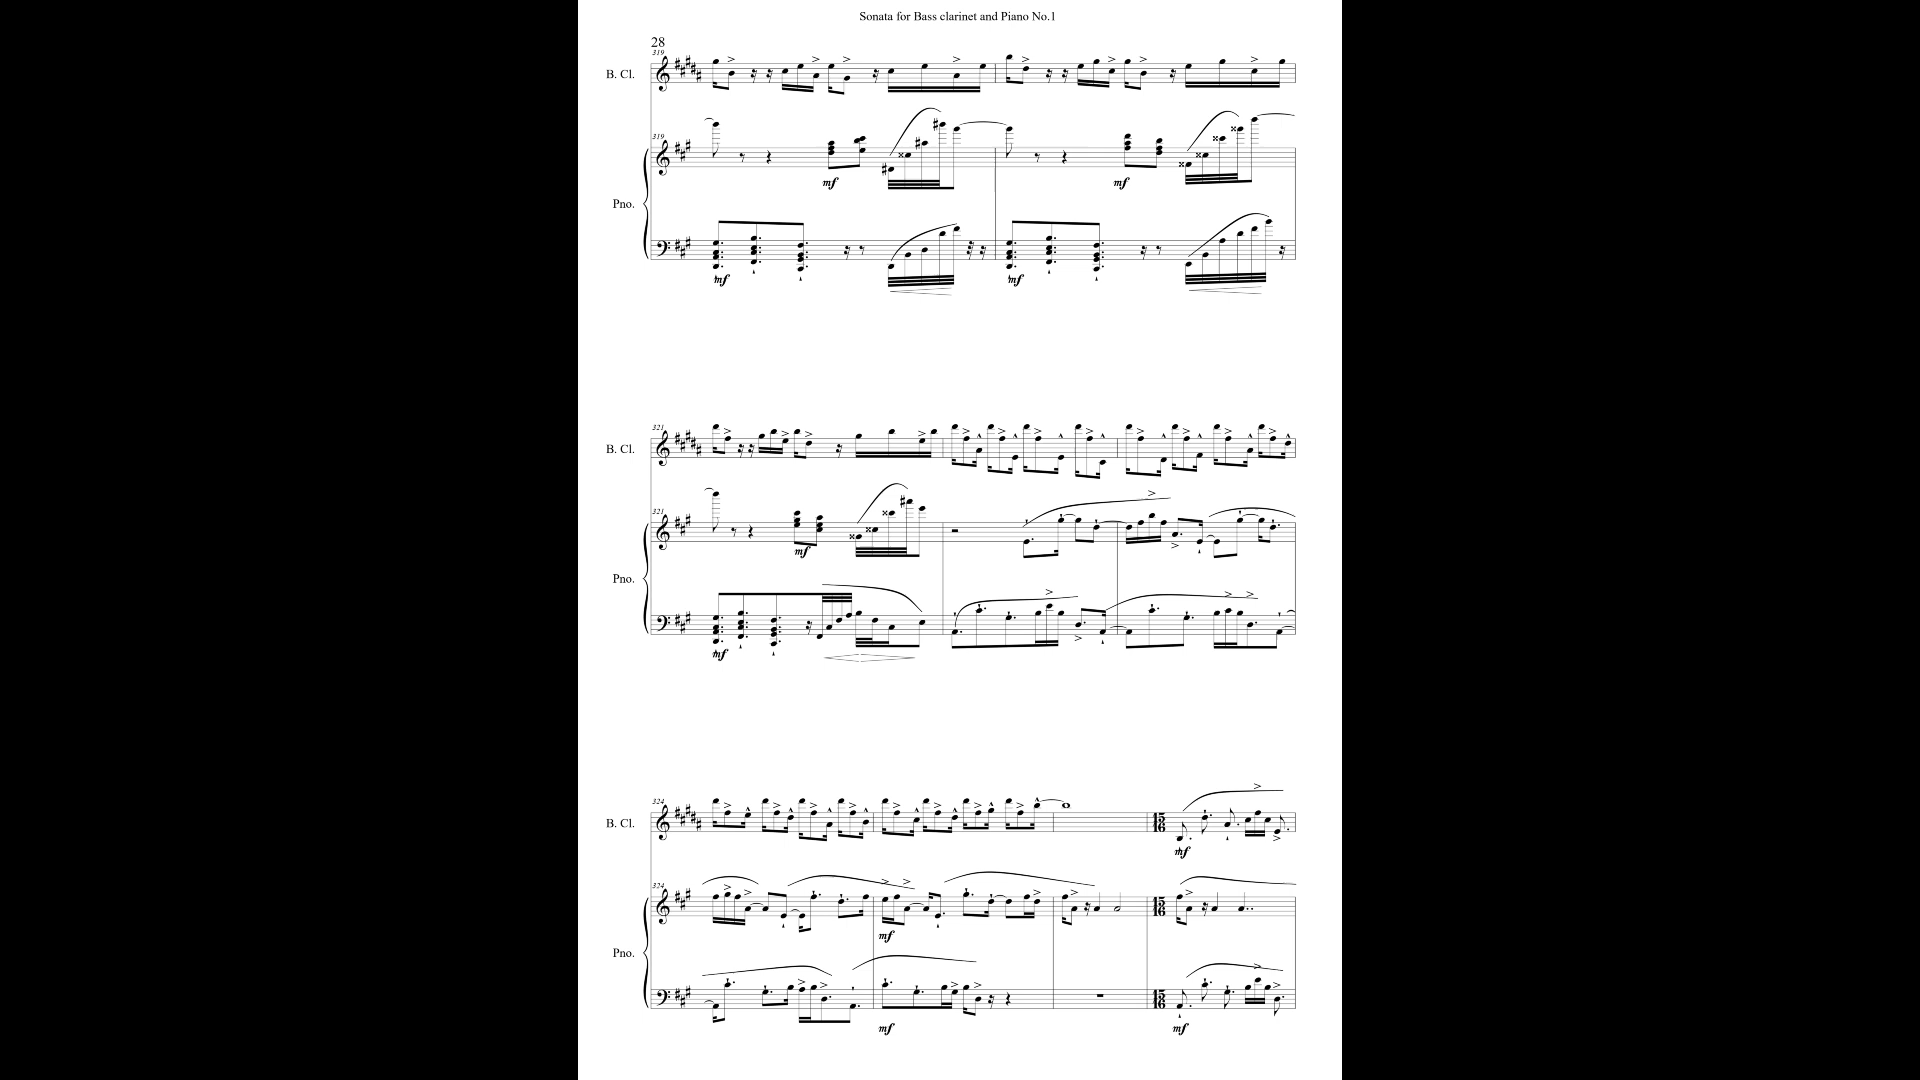 Sonata for Bass clarinet and Piano No.1
28
319
B. Cl.
319
mf
mf
Pno.
mf
mf
321
B. Cl.
321
mf
Pno.
mf
324
B. Cl.
15
16
mf
324
15
16
mf
Pno.
15
16
mf
mf